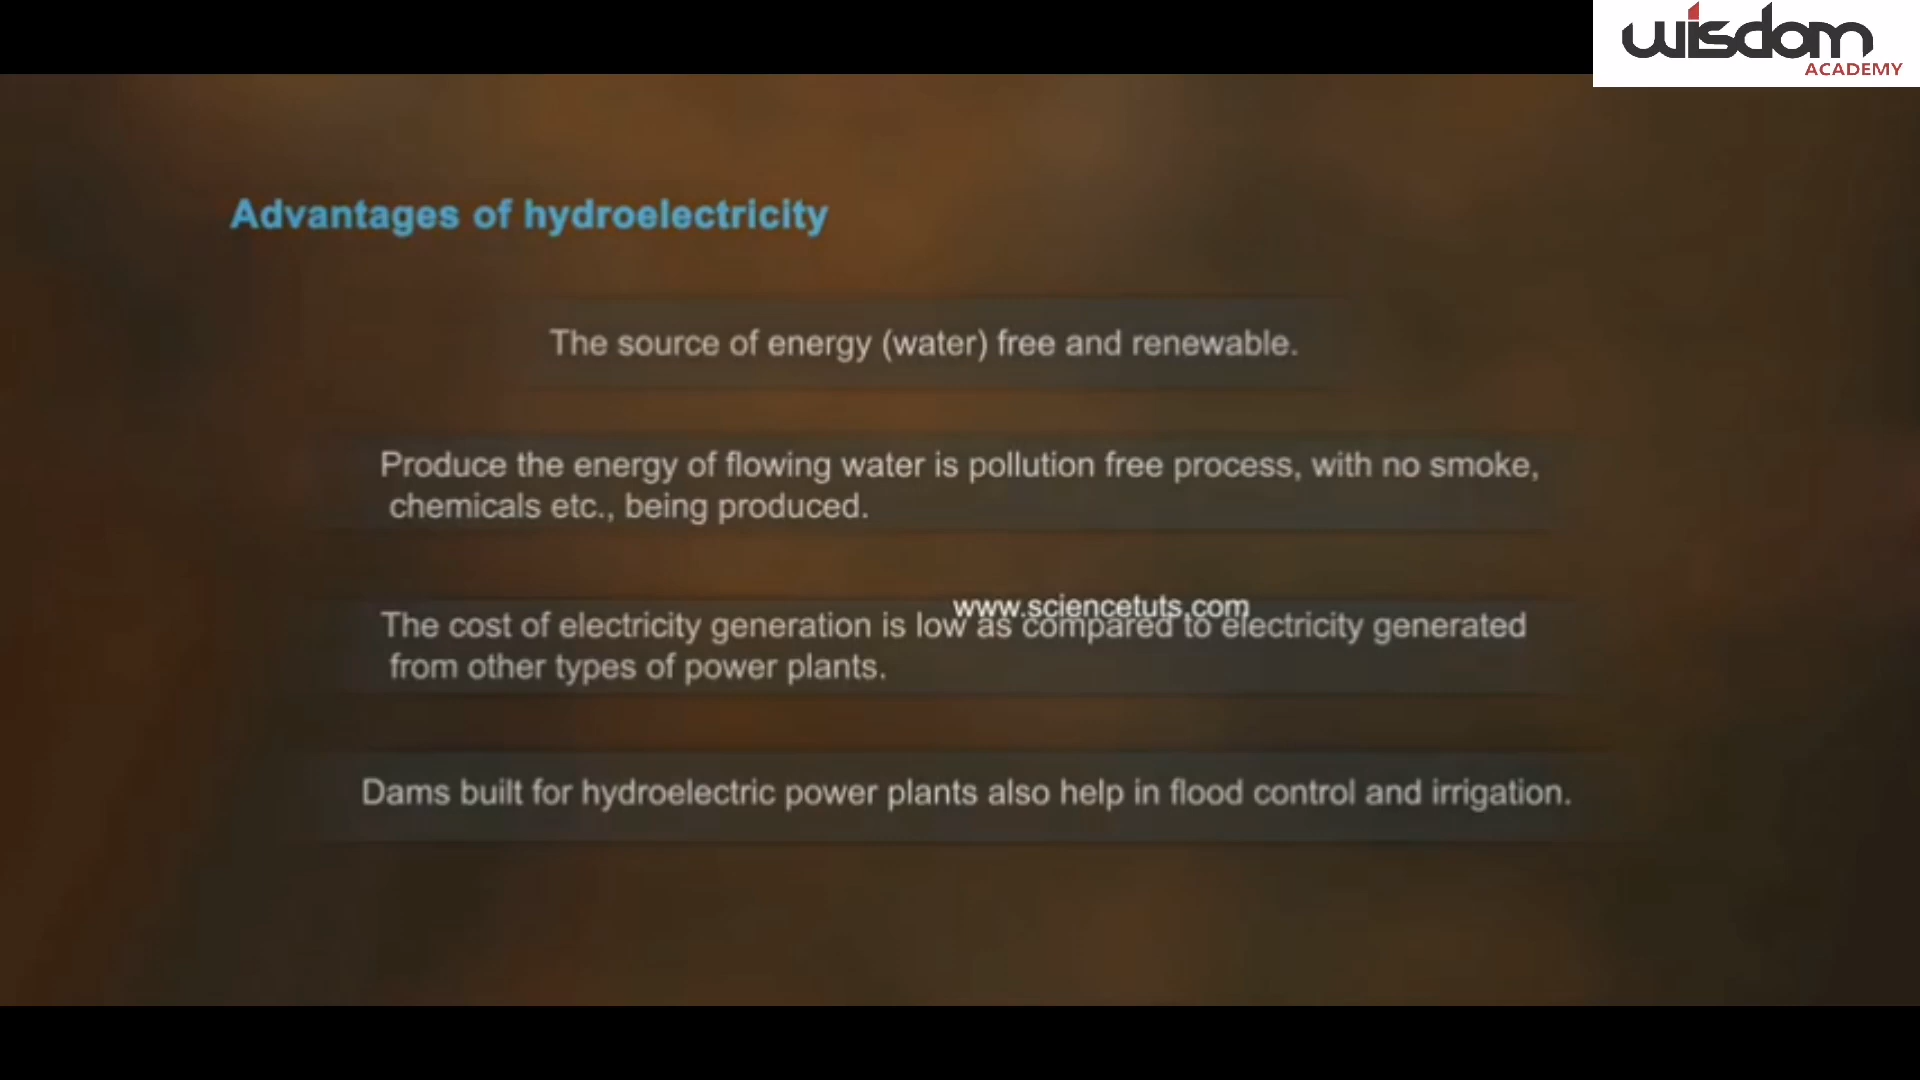 wisdom
ACADEMY
Advantages of hydroelectricity
The source of energy (water) free and renewable.
Produce the energy of flowing water is pollution free process, with no smoke,
chemicals etc., being produced.
www.sciencetuts.com
The cost of electricity generation is low as compared to electricity generated
from other types of power plants.
Dams built for hydroelectric power plants also help in flood control and irrigation.